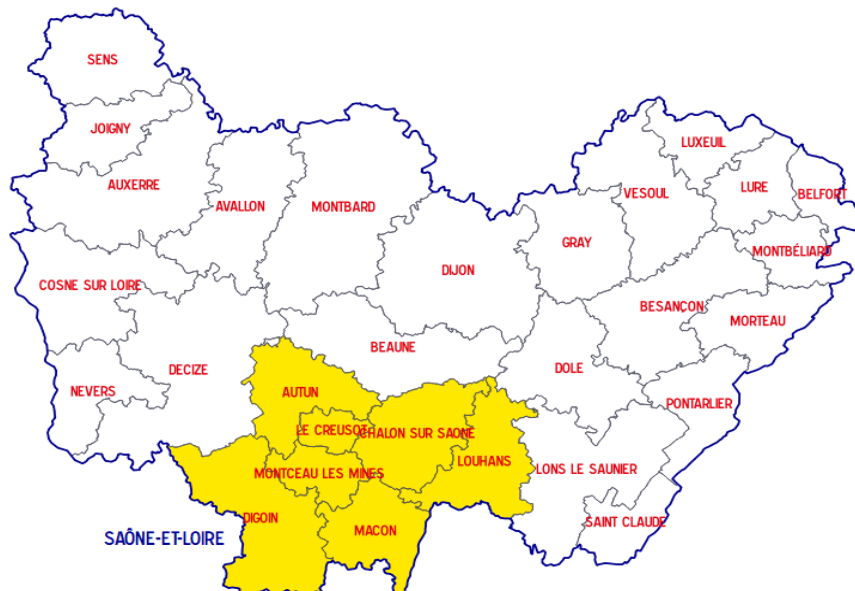 SENS
JOIGNY
LUXEUIL
AUXERRE
LURE
VESOUL
BELFORT
AVALLON
MONTBARD
GRAY
MONTBÉLIARD
DIJON
COSNE SUR LOIRE
BESANÇON
MORTEAU
BEAUNE
DECIZE
DOLE
NEVERS
AUTUN
PONTARLIER
LE CREUSOT
CHALON SUR SAONE
LOUHANS
LONS LE SAUNIER
MONTCEAU LES MINES
DIGOIN
SAINT CLAUDE
MACON
SAÔNE-ET-LOIRE